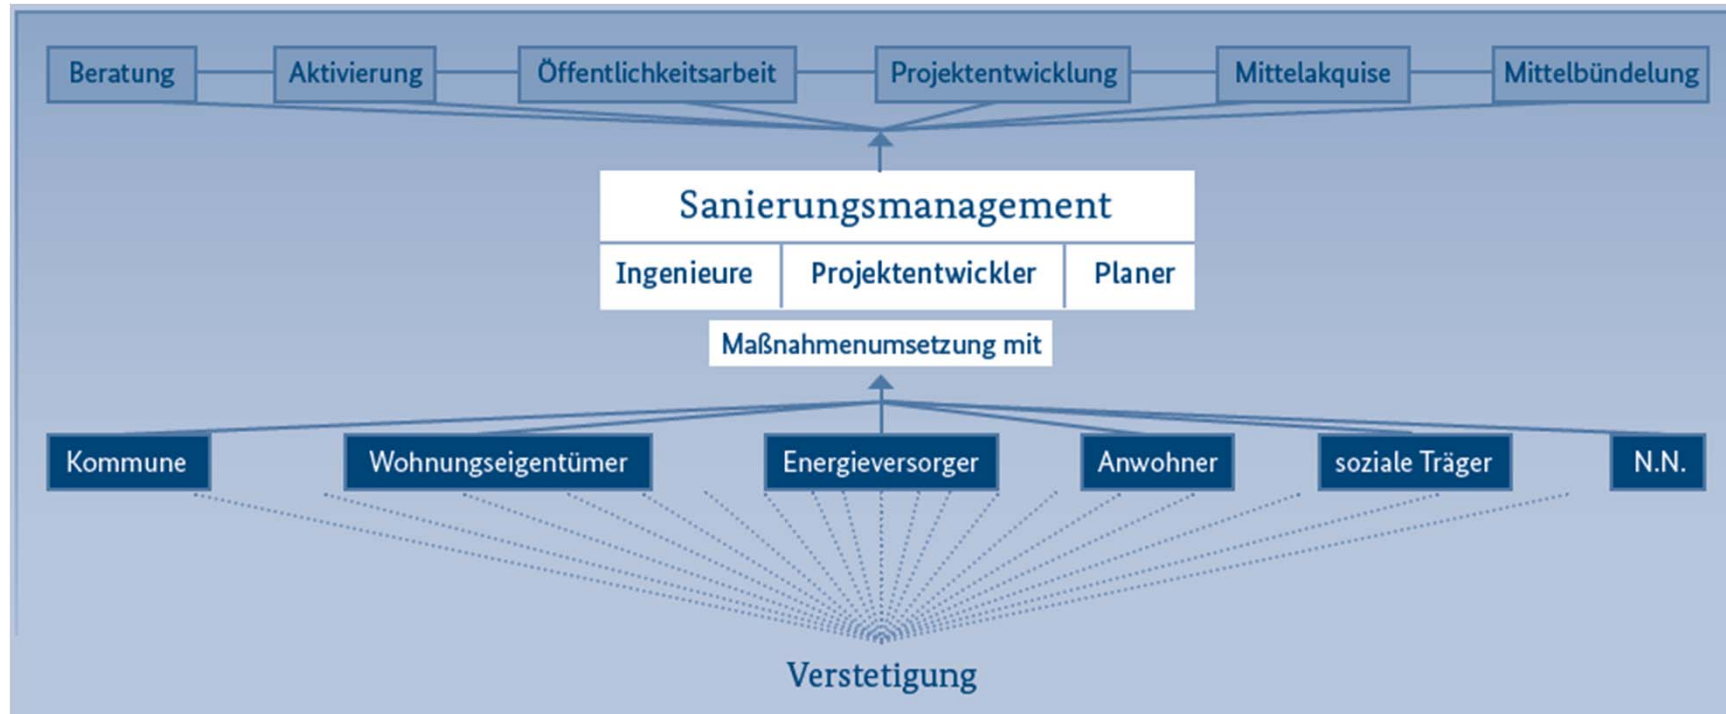 Beratung Aktivierung Öffentlichkeitsarbeit Projektentwicklung Mittelakquise Mittelbündelung
Sanierungsmanagement
Ingenieure Projektentwickler Planer
Maßnahmenumsetzung mit
Kommune Wohnungseigentümer Energieversorger Anwohner soziale Träger N.N.
Verstetigung